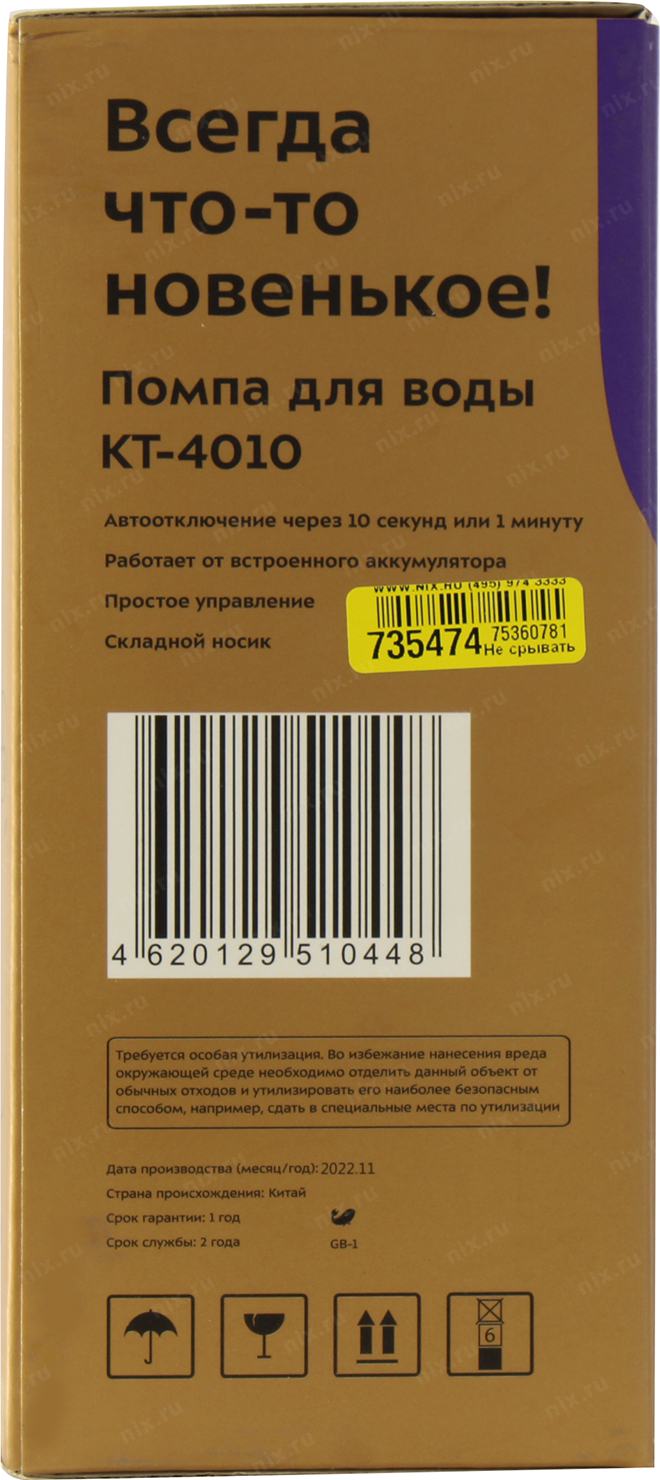 Всегда
что-то
новенькое!
Помпа для воды
КТ-4010
Автоотключение через 10 секунд или 1 минуту
Работает от встроенного аккумулятора
Простое управление
Складной носик
WWW.NIX.RU (495) 974 3333
735474 75360781
Не срывать
4 620129 510448
Требуется особая утилизация. Во избежание нанесения вреда
окружающей среде необходимо отделить данный объект от
обычных отходов и утилизировать его наиболее безопасным
способом, например, сдать в специальные места по утилизации
Дата производства (месяц/год): 2022.11
Страна происхождения: Китай
Срок гарантии: 1 год
Срок службы: 2 года
GB-1
6
nix.ru